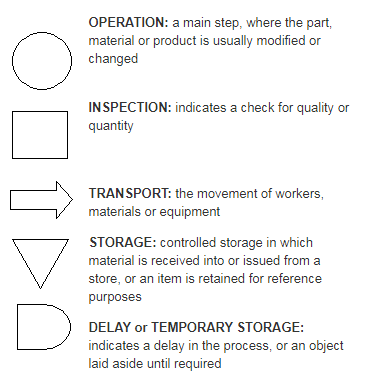 OPERATION: a main step, where the part,
material or product is usually modified or
changed
INSPECTION: indicates a check for quality or
quantity
TRANSPORT: the movement of workers,
materials or equipment
STORAGE: controlled storage in which
material is received into or issued from a
store, or an item is retained for reference
purposes
DELAY or TEMPORARY STORAGE:
indicates a delay in the process, or an object
laid aside until required